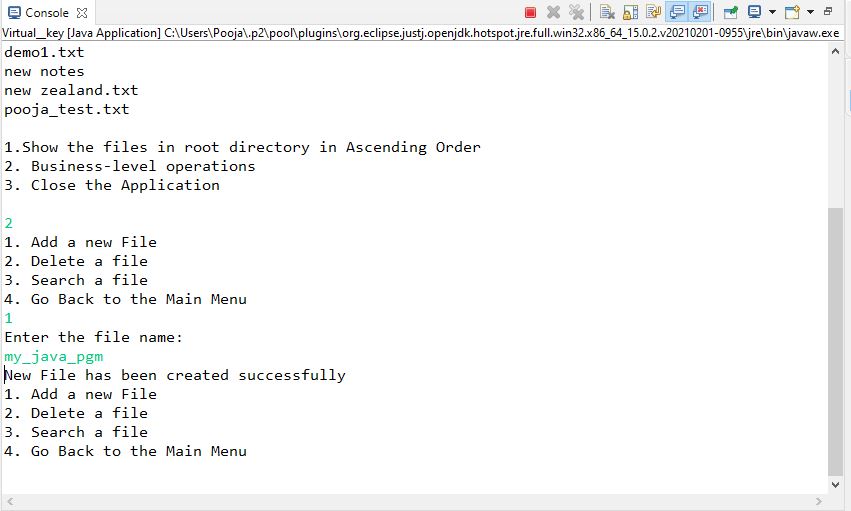 Console
Virtual__key [Java Application] C:\Users\Pooja\.p2\pool\plugins\org.eclipse.justj.openjdk.hotspot.jre.full.win32.x86_64_15.0.2.v20210201-0955\jre\bin\javaw.exe
demo1.txt
new notes
new zealand.txt
pooja_test.txt
1.Show the files in root directory in Ascending Order
2. Business-level operations
3. Close the Application
2
1. Add a new File
2. Delete a file
3. Search a file
4. Go Back to the Main Menu
1
Enter the file name:
my_java_pgm
New File has been created successfully
1. Add a new File
2. Delete a file
3. Search a file
4. Go Back to the Main Menu